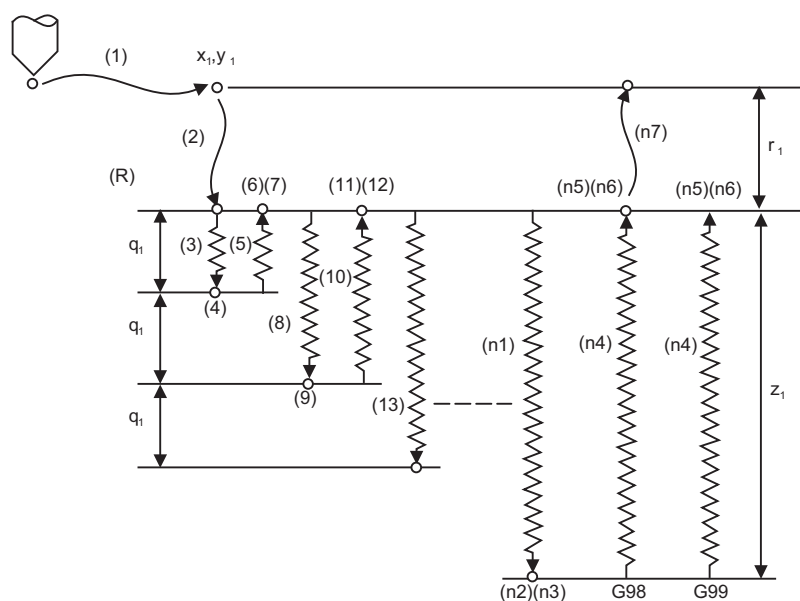 (1)
x₁,y₁
(2)
(n7)
r₁
(R)
(6)(7)
(11)(12)
(n5)(n6)
(n5)(n6)
q₁
(3)
(5)
(10)
(4)
q₁
(8)
(n1)
(n4)
(n4)
(9)
(13)
z₁
q₁
(n2)(n3)
G98
G99